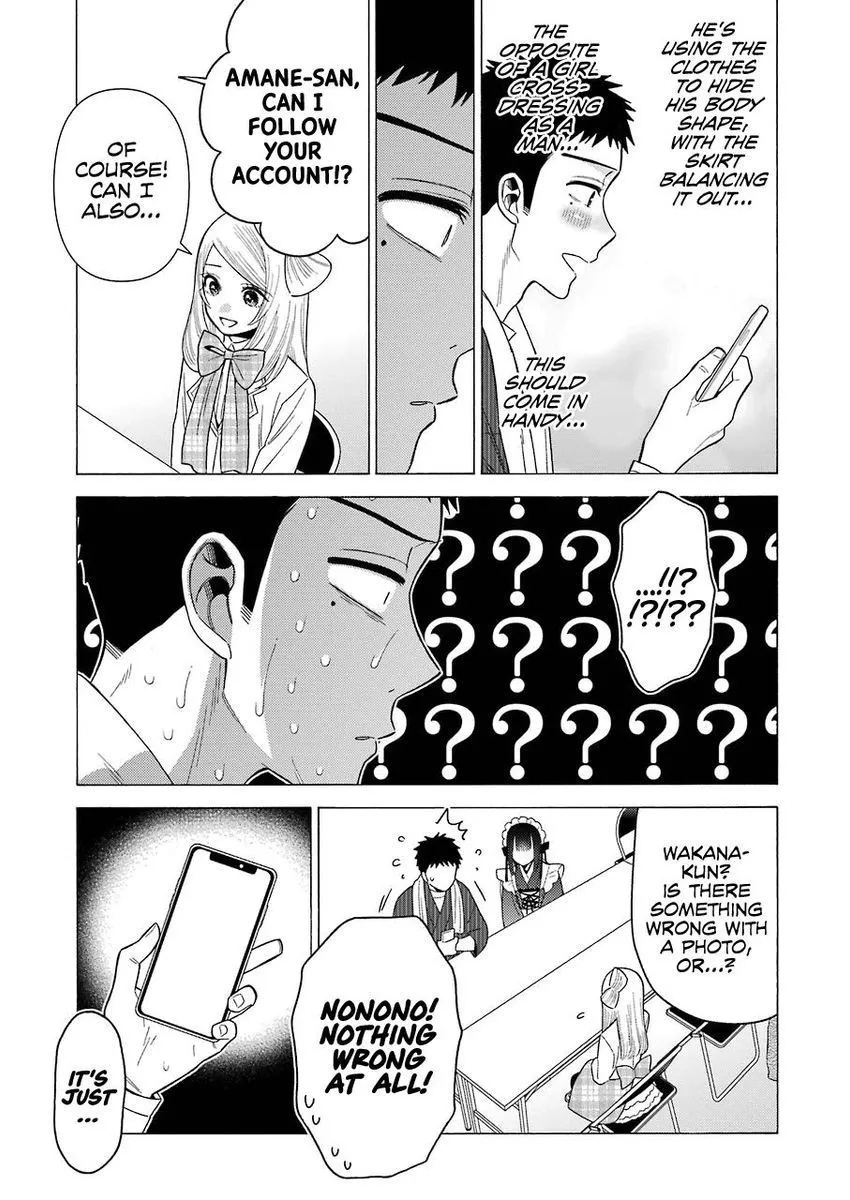 HE'S
USING THE
CLOTHES
TO HIDE
HIS BODY
SHAPE,
WITH THE
SKIRT
BALANCING
IT OUT...
THE
OPPOSITE
OF A GIRL
CROSS-
DRESSING
AS A
MAN...
THIS
SHOULD
COME IN
HANDY...
AMANE-SAN,
CAN I
FOLLOW
YOUR
ACCOUNT!?
OF
COURSE!
CAN I
ALSO...
? ? ? ? ?
....!!?
!?!??
? ? ? ? ?
? ? ? ? ? ? ?
WAKANA-
KUN?
IS THERE
SOMETHING
WRONG WITH
A PHOTO,
OR...?
NONONO!
NOTHING
WRONG
AT ALL!
IT'S
JUST
...